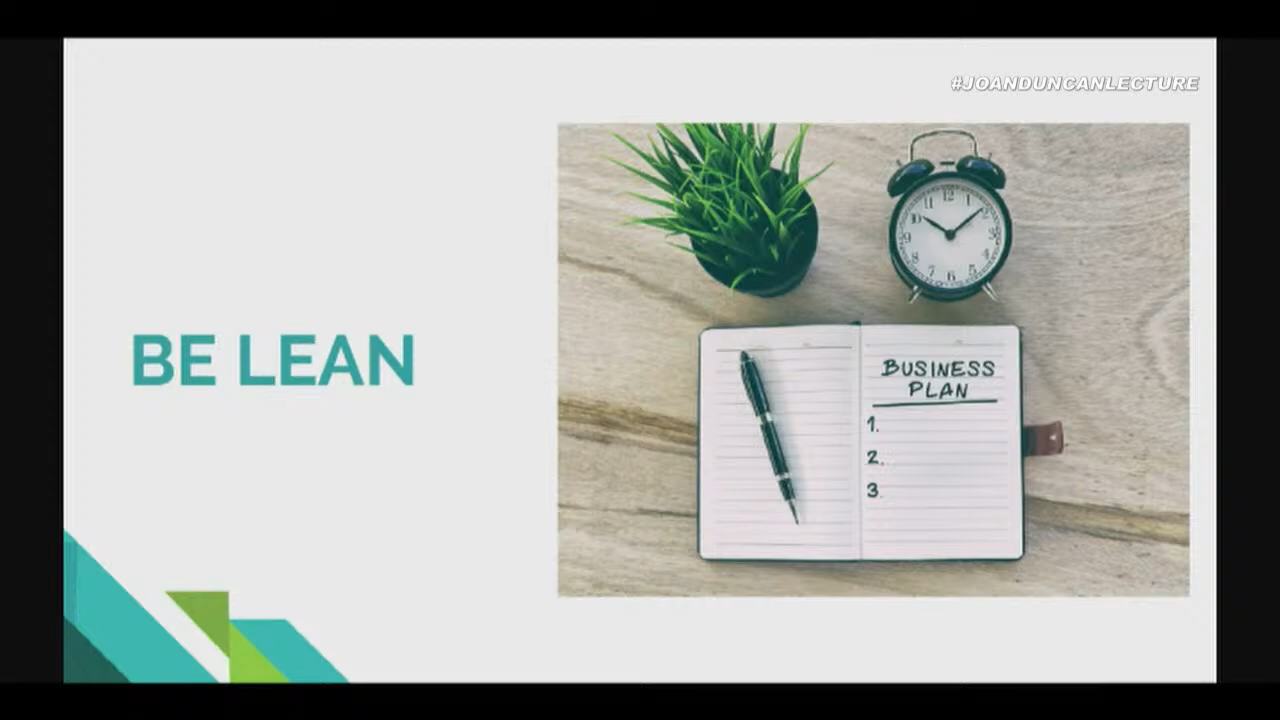 #JOANDUNCANLECTURE
BE LEAN
BUSINESS
PLAN
1.
2.
3.